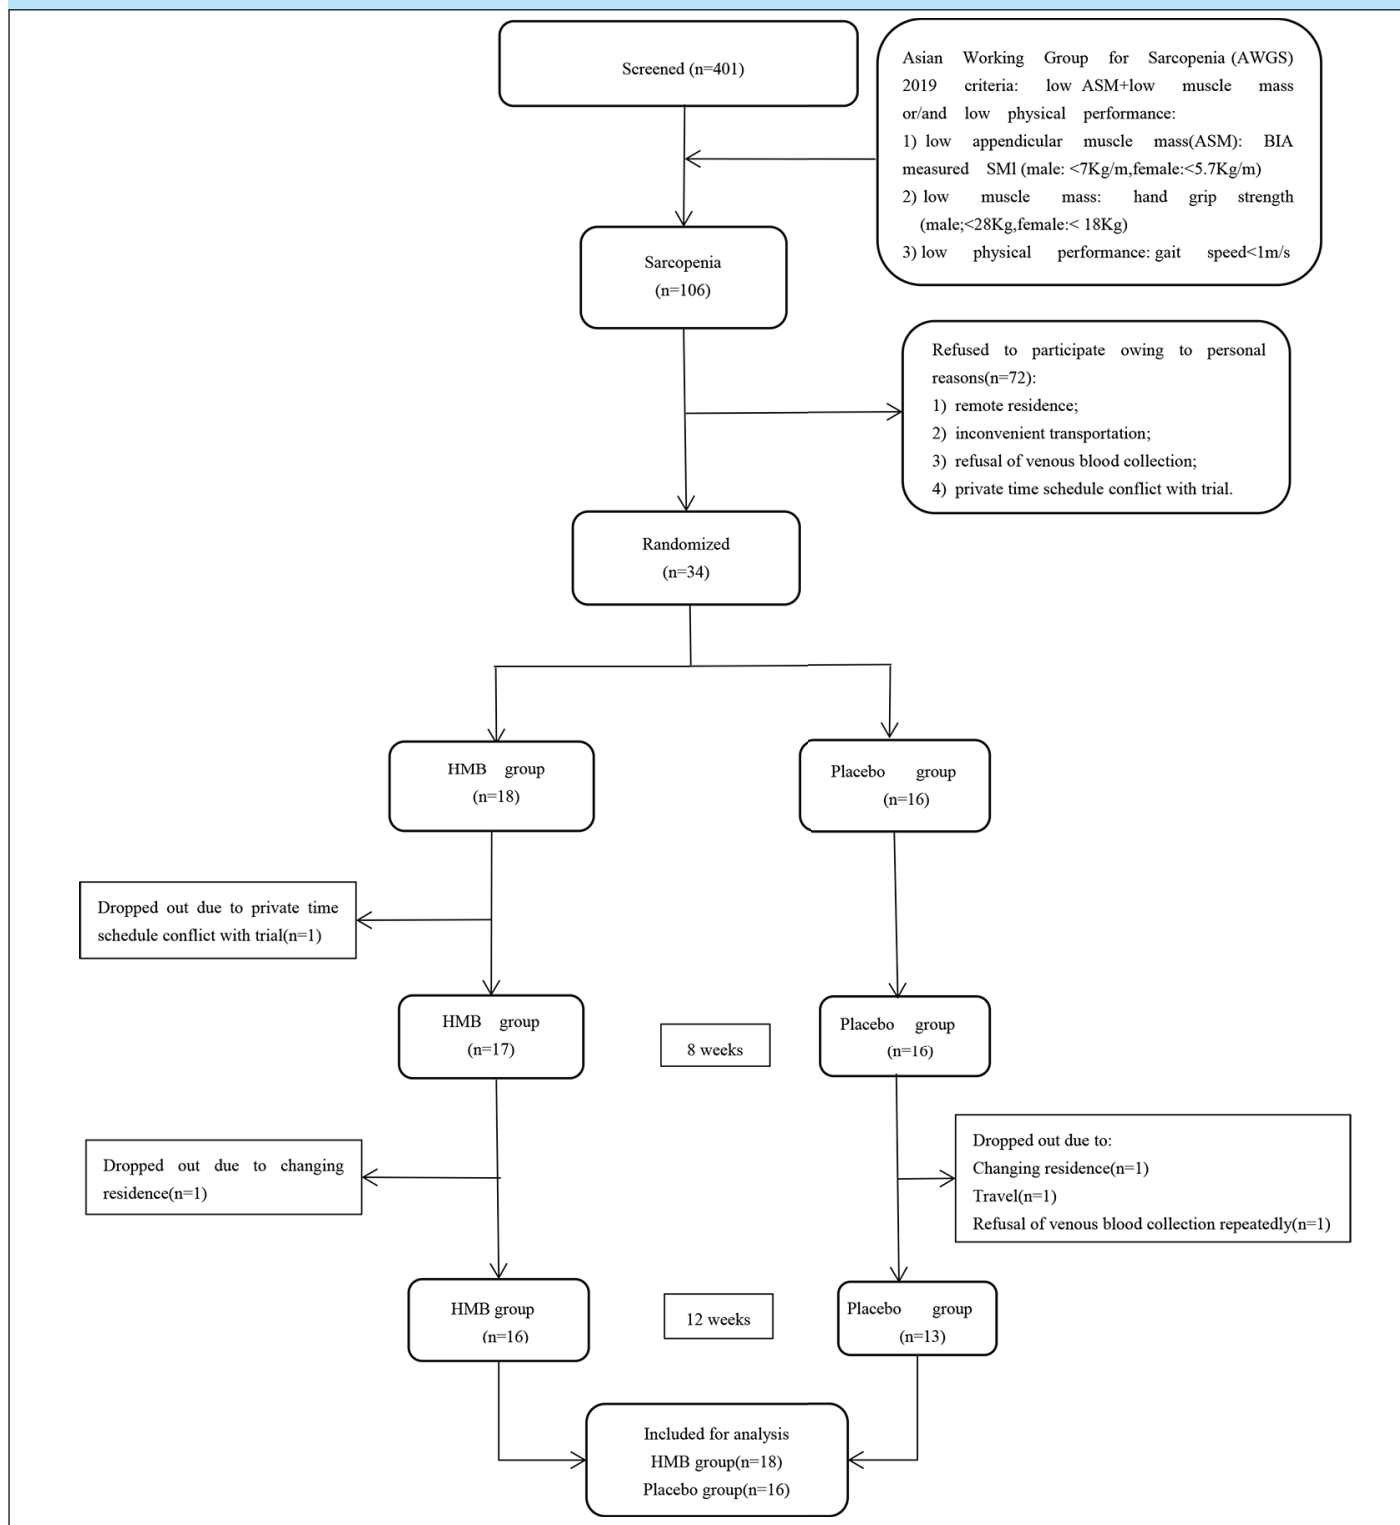 Screened (n=401)
Asian Working Group for Sarcopenia (AWGS)
2019 criteria: low ASM+low muscle mass
or/and low physical performance:
1) low appendicular muscle mass(ASM): BIA
measured SMl (male: <7Kg/m,female:<5.7Kg/m)
2) low muscle mass: hand grip strength
(male;<28Kg,female:< 18Kg)
3) low physical performance: gait speed<1m/s
Sarcopenia
(n=106)
Refused to participate owing to personal
reasons(n=72):
1) remote residence;
2) inconvenient transportation;
3) refusal of venous blood collection;
4) private time schedule conflict with trial.
Randomized
(n=34)
HMB group
(n=18)
Placebo group
(n=16)
Dropped out due to private time
schedule conflict with trial(n=1)
HMB group
(n=17)
8 weeks
Placebo group
(n=16)
Dropped out due to changing
residence(n=1)
Dropped out due to:
Changing residence(n=1)
Travel(n=1)
Refusal of venous blood collection repeatedly(n=1)
HMB group
(n=16)
12 weeks
Placebo group
(n=13)
Included for analysis
HMB group(n=18)
Placebo group(n=16)